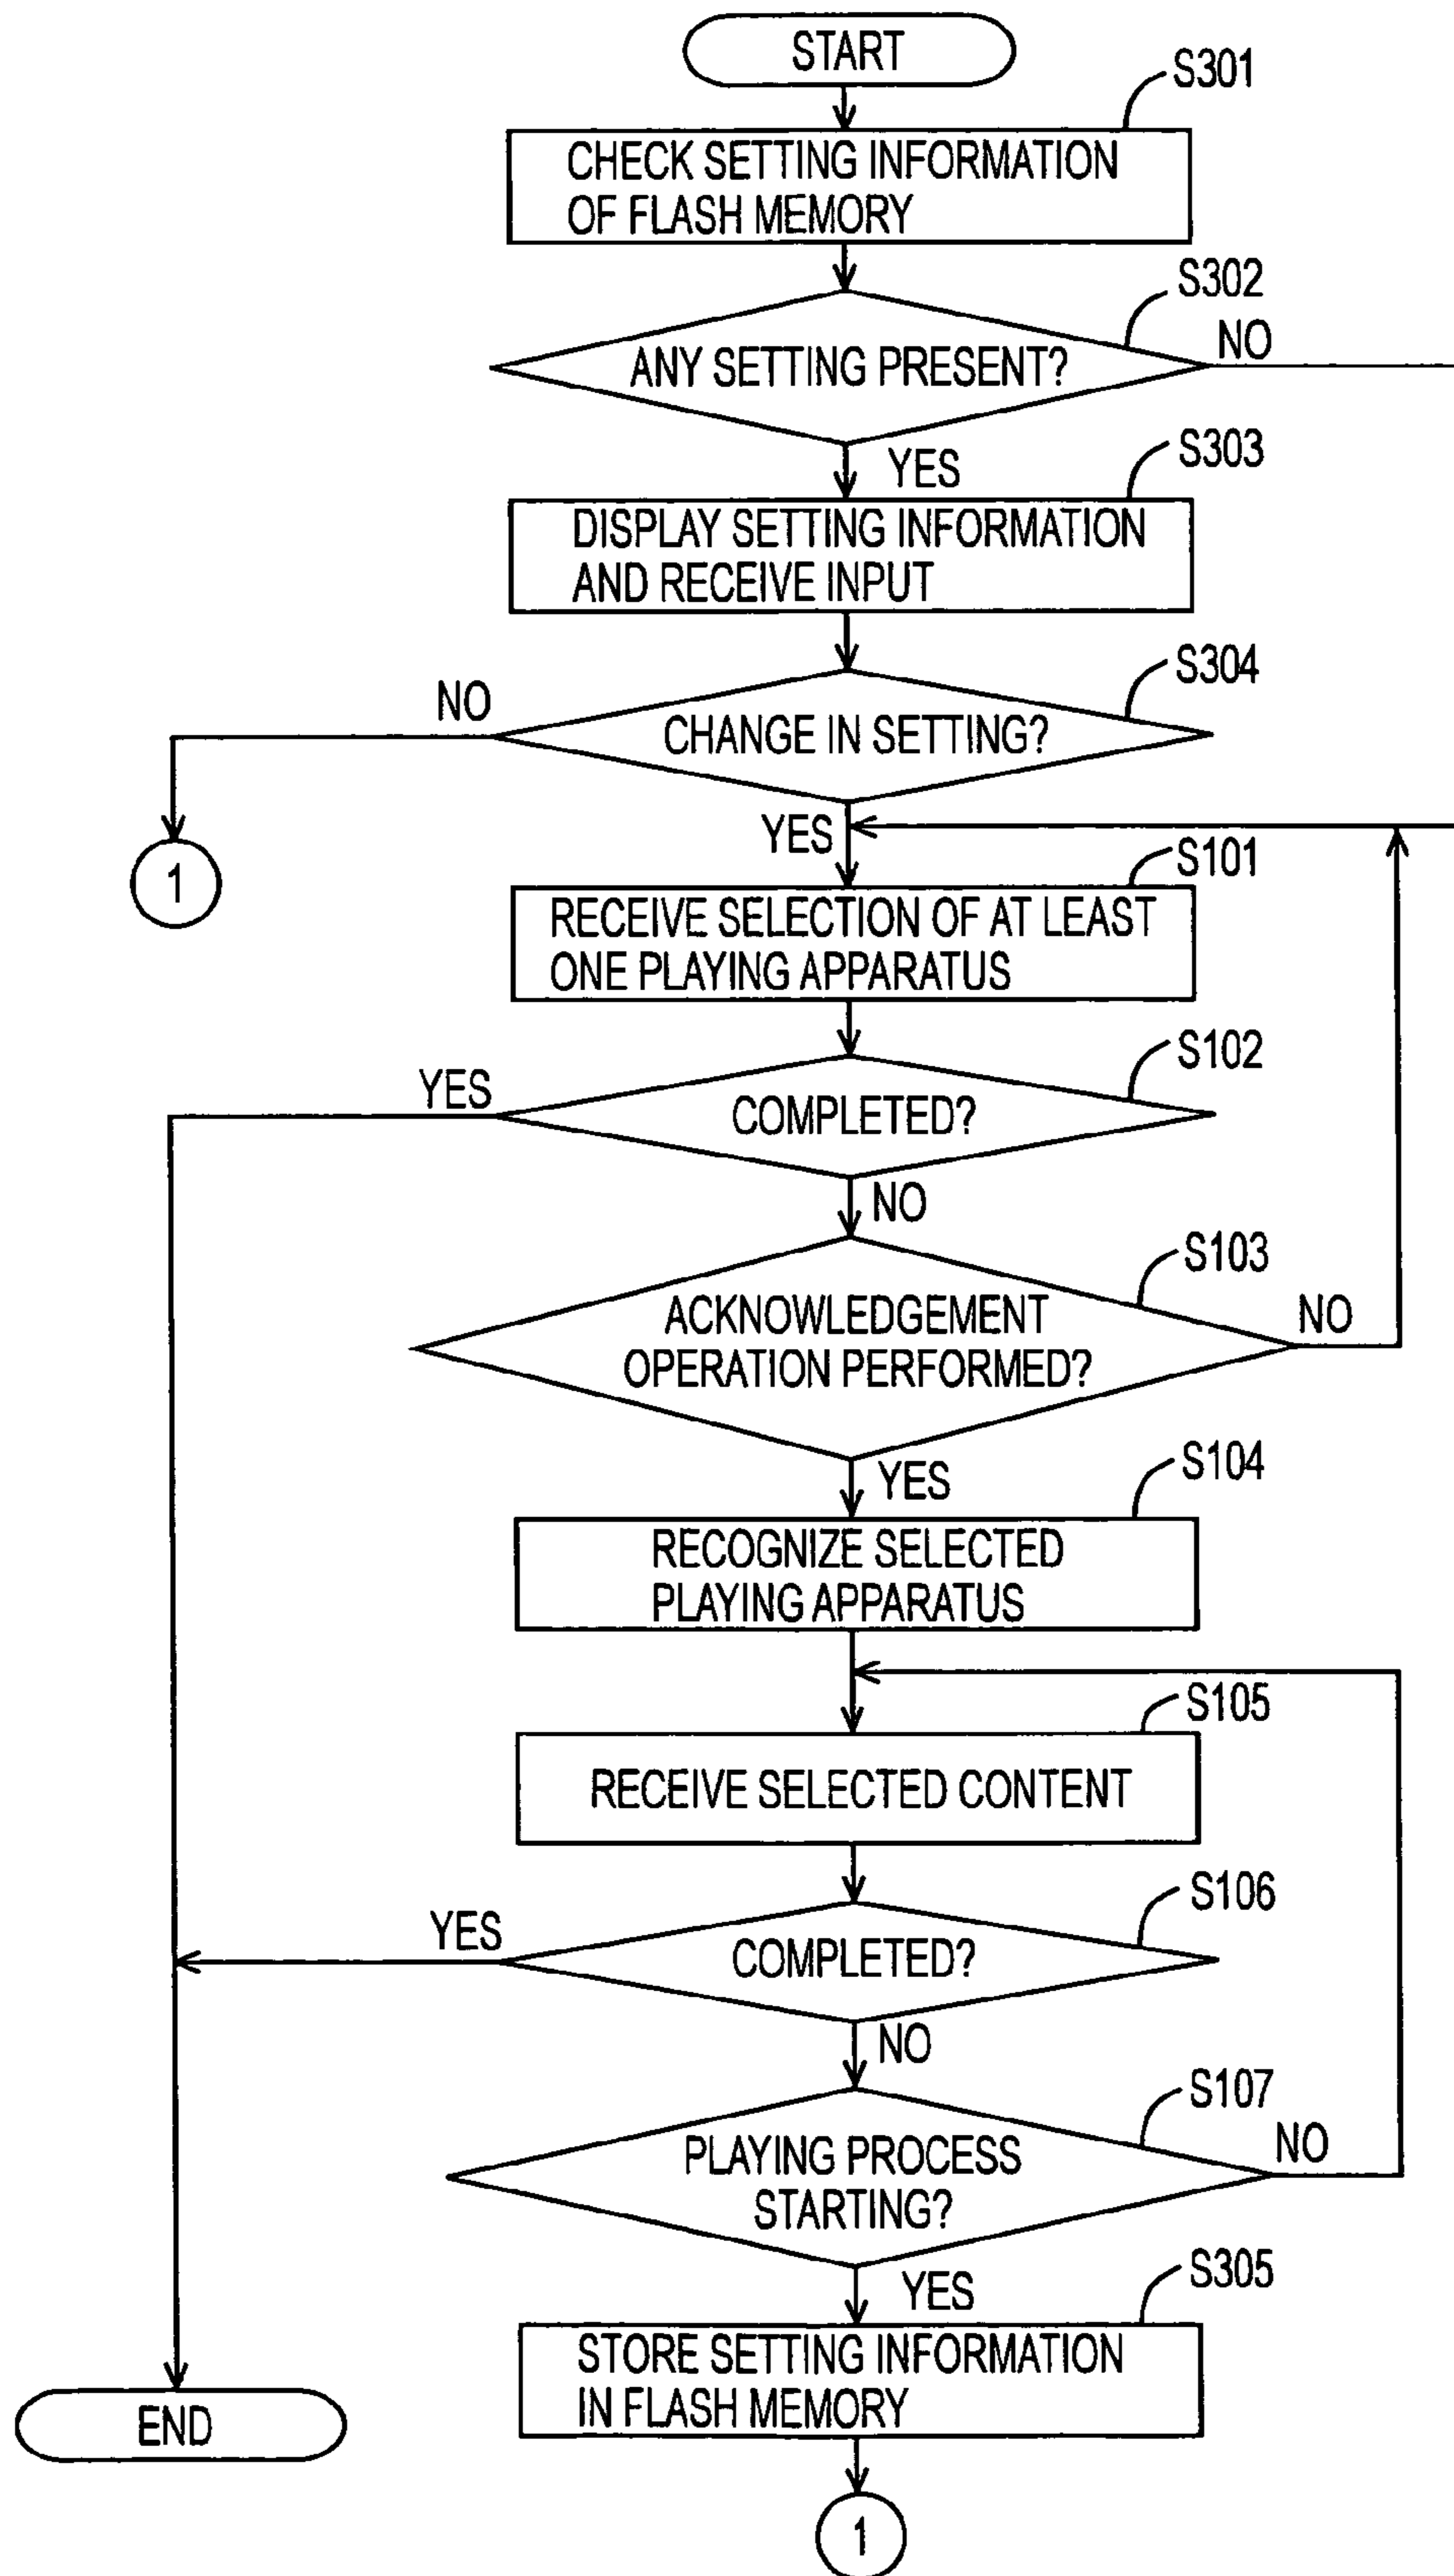 START
S301
CHECK SETTING INFORMATION
OF FLASH MEMORY
S302
ANY SETTING PRESENT?
NO
YES
S303
DISPLAY SETTING INFORMATION
AND RECEIVE INPUT
S304
NO
CHANGE IN SETTING?
YES
1
S101
RECEIVE SELECTION OF AT LEAST
ONE PLAYING APPARATUS
S102
YES
COMPLETED?
NO
S103
ACKNOWLEDGEMENT
OPERATION PERFORMED?
NO
YES
S104
RECOGNIZE SELECTED
PLAYING APPARATUS
S105
RECEIVE SELECTED CONTENT
S106
YES
COMPLETED?
NO
S107
PLAYING PROCESS
STARTING?
NO
YES
S305
STORE SETTING INFORMATION
IN FLASH MEMORY
END
1